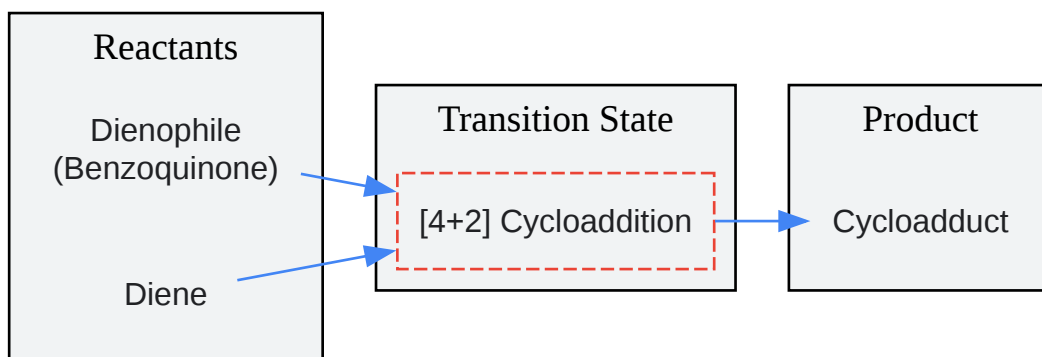 Reactants
Dienophile
(Benzoquinone)
Diene
Transition State
[4+2] Cycloaddition
Product
Cycloadduct